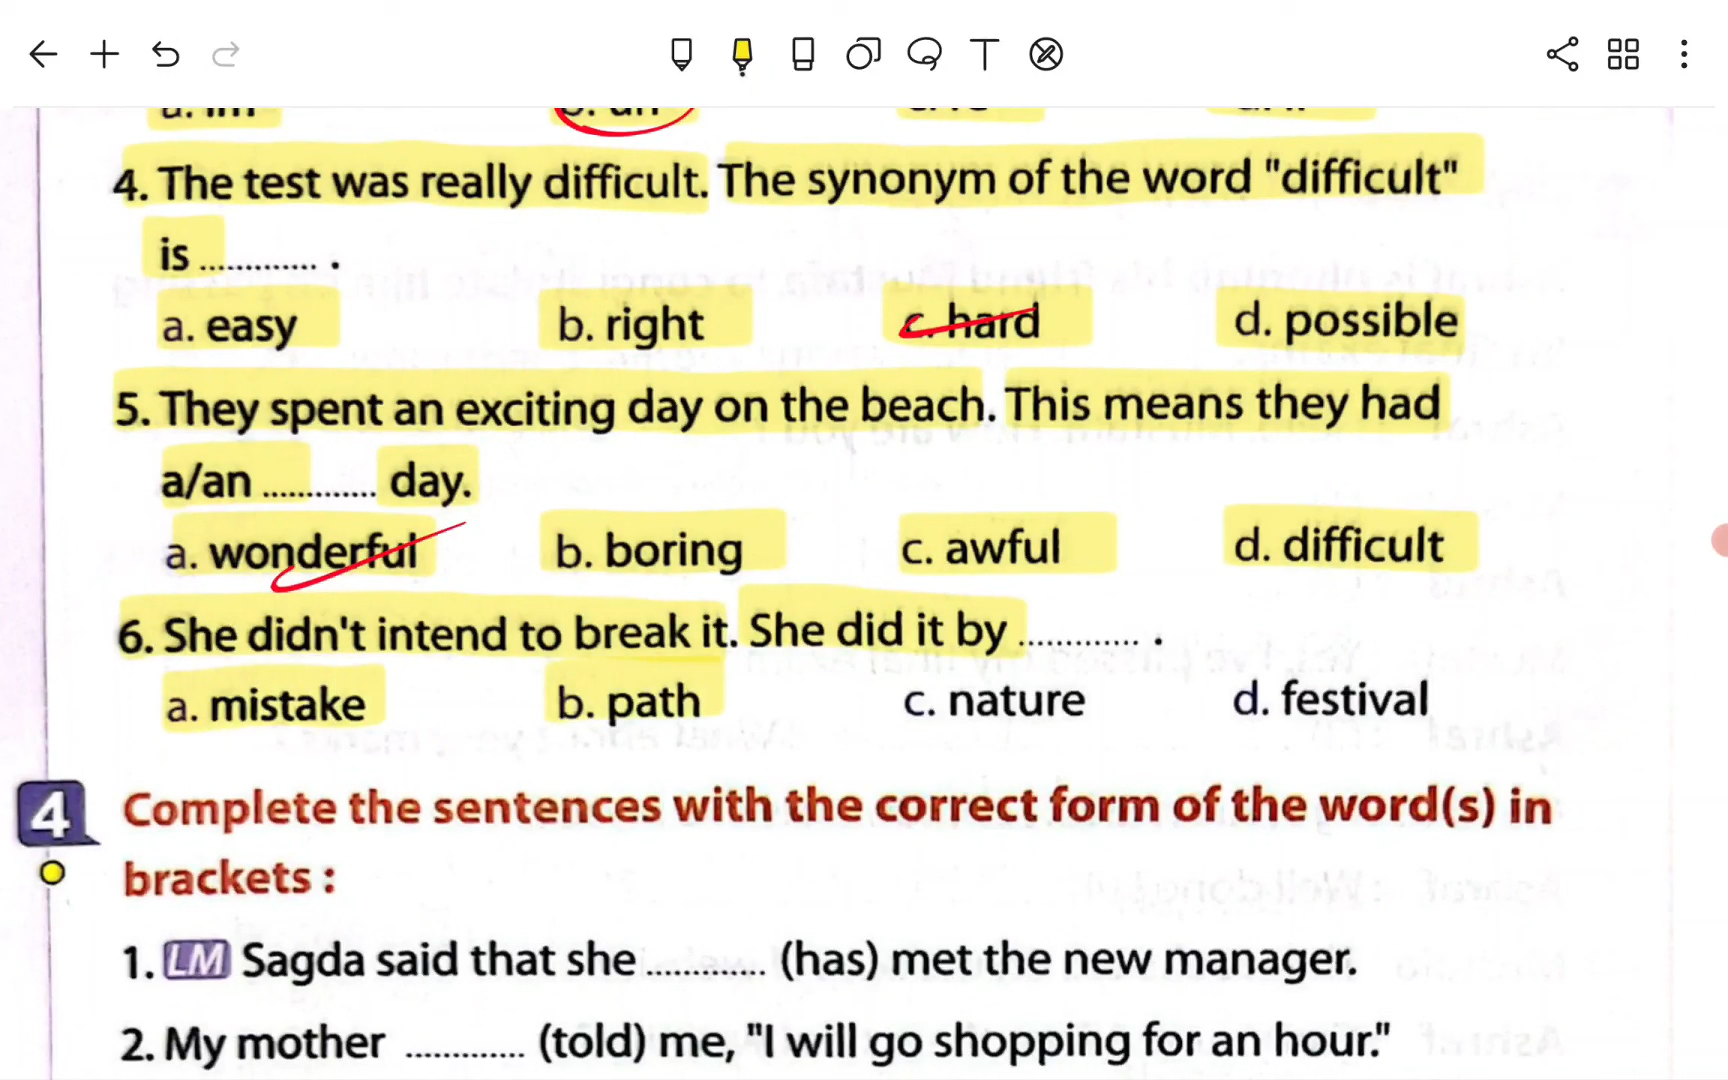 4. The test was really difficult. The synonym of the word "difficult"
is ............. .
a. easy b. right c. hard d. possible
5. They spent an exciting day on the beach. This means they had
a/an ............. day.
a. wonderful b. boring c. awful d. difficult
6. She didn't intend to break it. She did it by ............. .
a. mistake b. path c. nature d. festival
4 Complete the sentences with the correct form of the word(s) in
brackets :
1. LM Sagda said that she ............. (has) met the new manager.
2. My mother ............. (told) me, "I will go shopping for an hour."